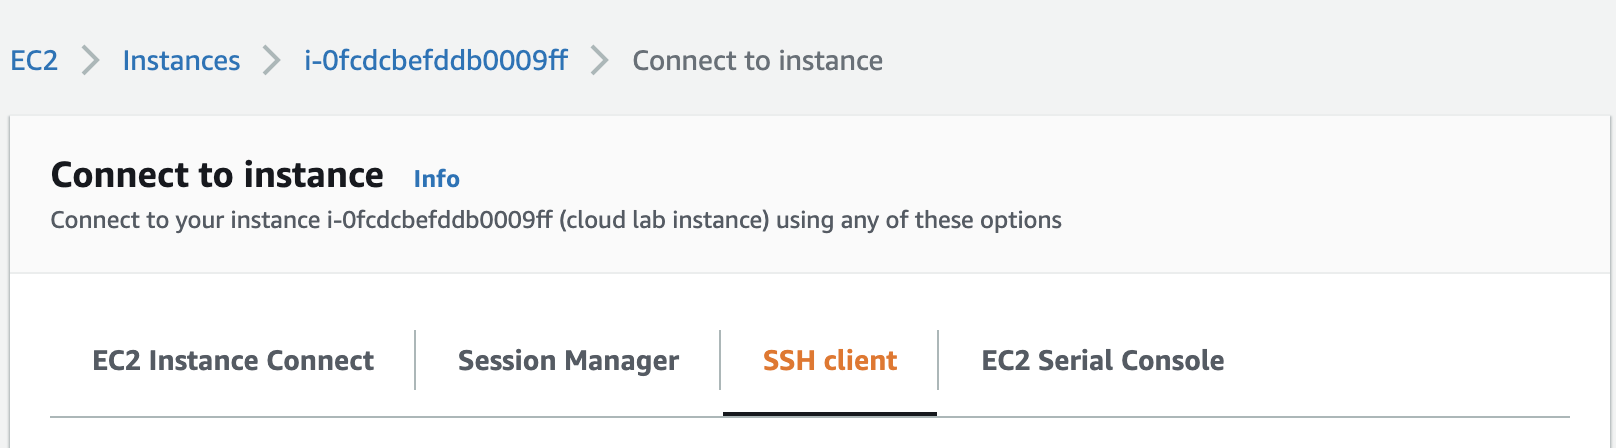 EC2 Instances i-0fcdcbefddb0009ff Connect to instance
Connect to instance Info
Connect to your instance i-0fcdcbefddb0009ff (cloud lab instance) using any of these options
EC2 Instance Connect Session Manager SSH client EC2 Serial Console